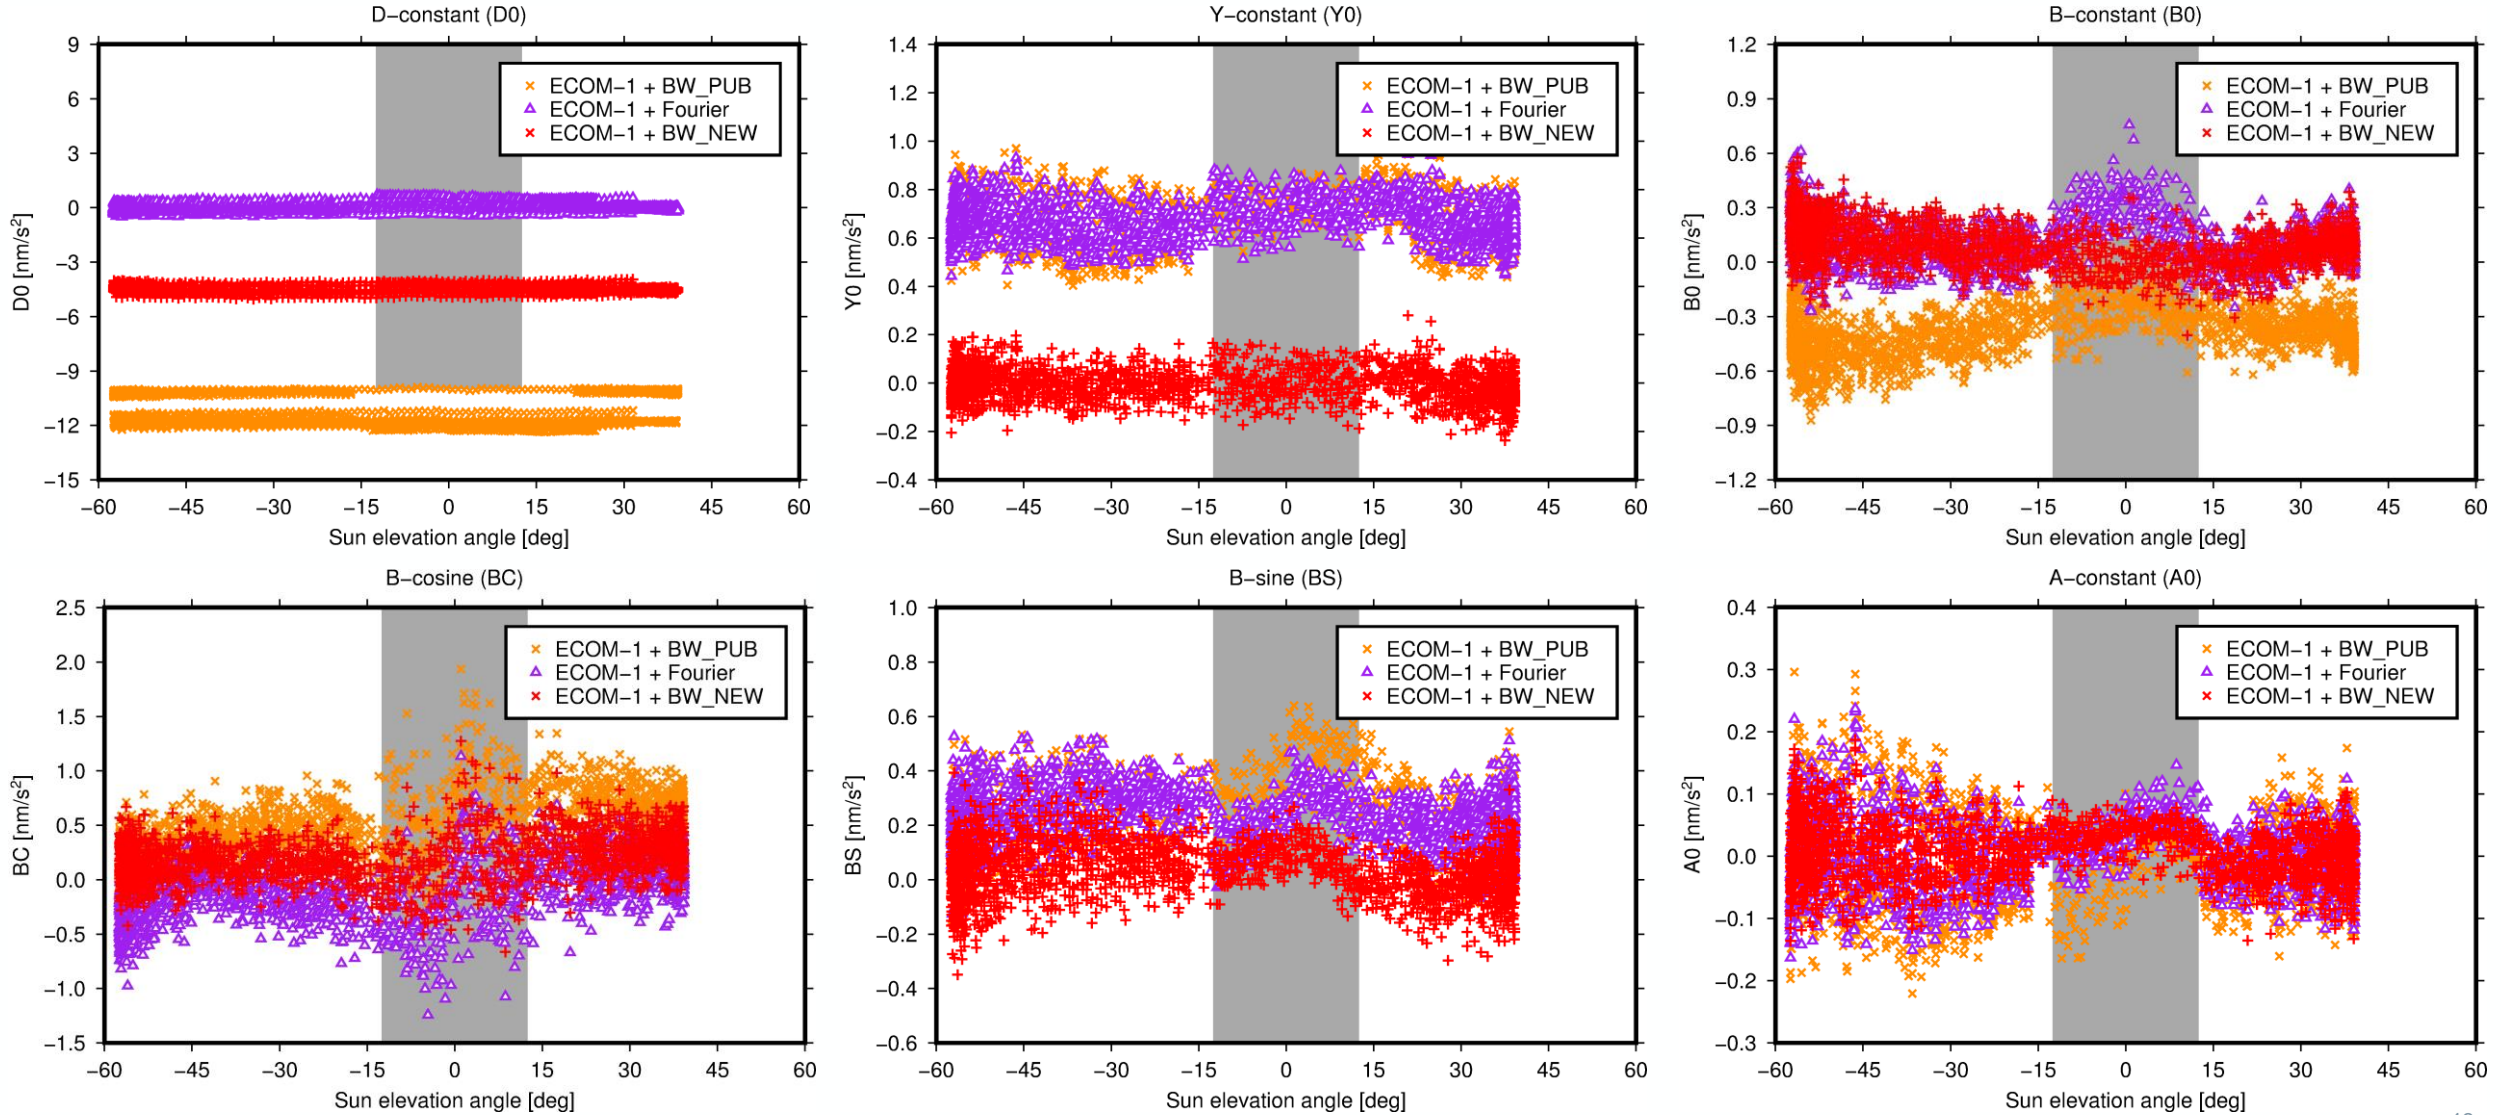 D−constant (D0)
Y−constant (Y0)
B−constant (B0)
9
6
3
0
−3
−6
−9
−12
−15
D0 [nm/s²]
ECOM−1 + BW_PUB
ECOM−1 + Fourier
ECOM−1 + BW_NEW
−60 −45 −30 −15 0 15 30 45 60
Sun elevation angle [deg]
1.4
1.2
1.0
0.8
0.6
0.4
0.2
0.0
−0.2
−0.4
Y0 [nm/s²]
ECOM−1 + BW_PUB
ECOM−1 + Fourier
ECOM−1 + BW_NEW
−60 −45 −30 −15 0 15 30 45 60
Sun elevation angle [deg]
1.2
0.9
0.6
0.3
0.0
−0.3
−0.6
−0.9
−1.2
B0 [nm/s²]
ECOM−1 + BW_PUB
ECOM−1 + Fourier
ECOM−1 + BW_NEW
−60 −45 −30 −15 0 15 30 45 60
Sun elevation angle [deg]
B−cosine (BC)
B−sine (BS)
A−constant (A0)
2.5
2.0
1.5
1.0
0.5
0.0
−0.5
−1.0
−1.5
BC [nm/s²]
ECOM−1 + BW_PUB
ECOM−1 + Fourier
ECOM−1 + BW_NEW
−60 −45 −30 −15 0 15 30 45 60
Sun elevation angle [deg]
1.0
0.8
0.6
0.4
0.2
0.0
−0.2
−0.4
−0.6
BS [nm/s²]
ECOM−1 + BW_PUB
ECOM−1 + Fourier
ECOM−1 + BW_NEW
−60 −45 −30 −15 0 15 30 45 60
Sun elevation angle [deg]
0.4
0.3
0.2
0.1
0.0
−0.1
−0.2
−0.3
A0 [nm/s²]
ECOM−1 + BW_PUB
ECOM−1 + Fourier
ECOM−1 + BW_NEW
−60 −45 −30 −15 0 15 30 45 60
Sun elevation angle [deg]